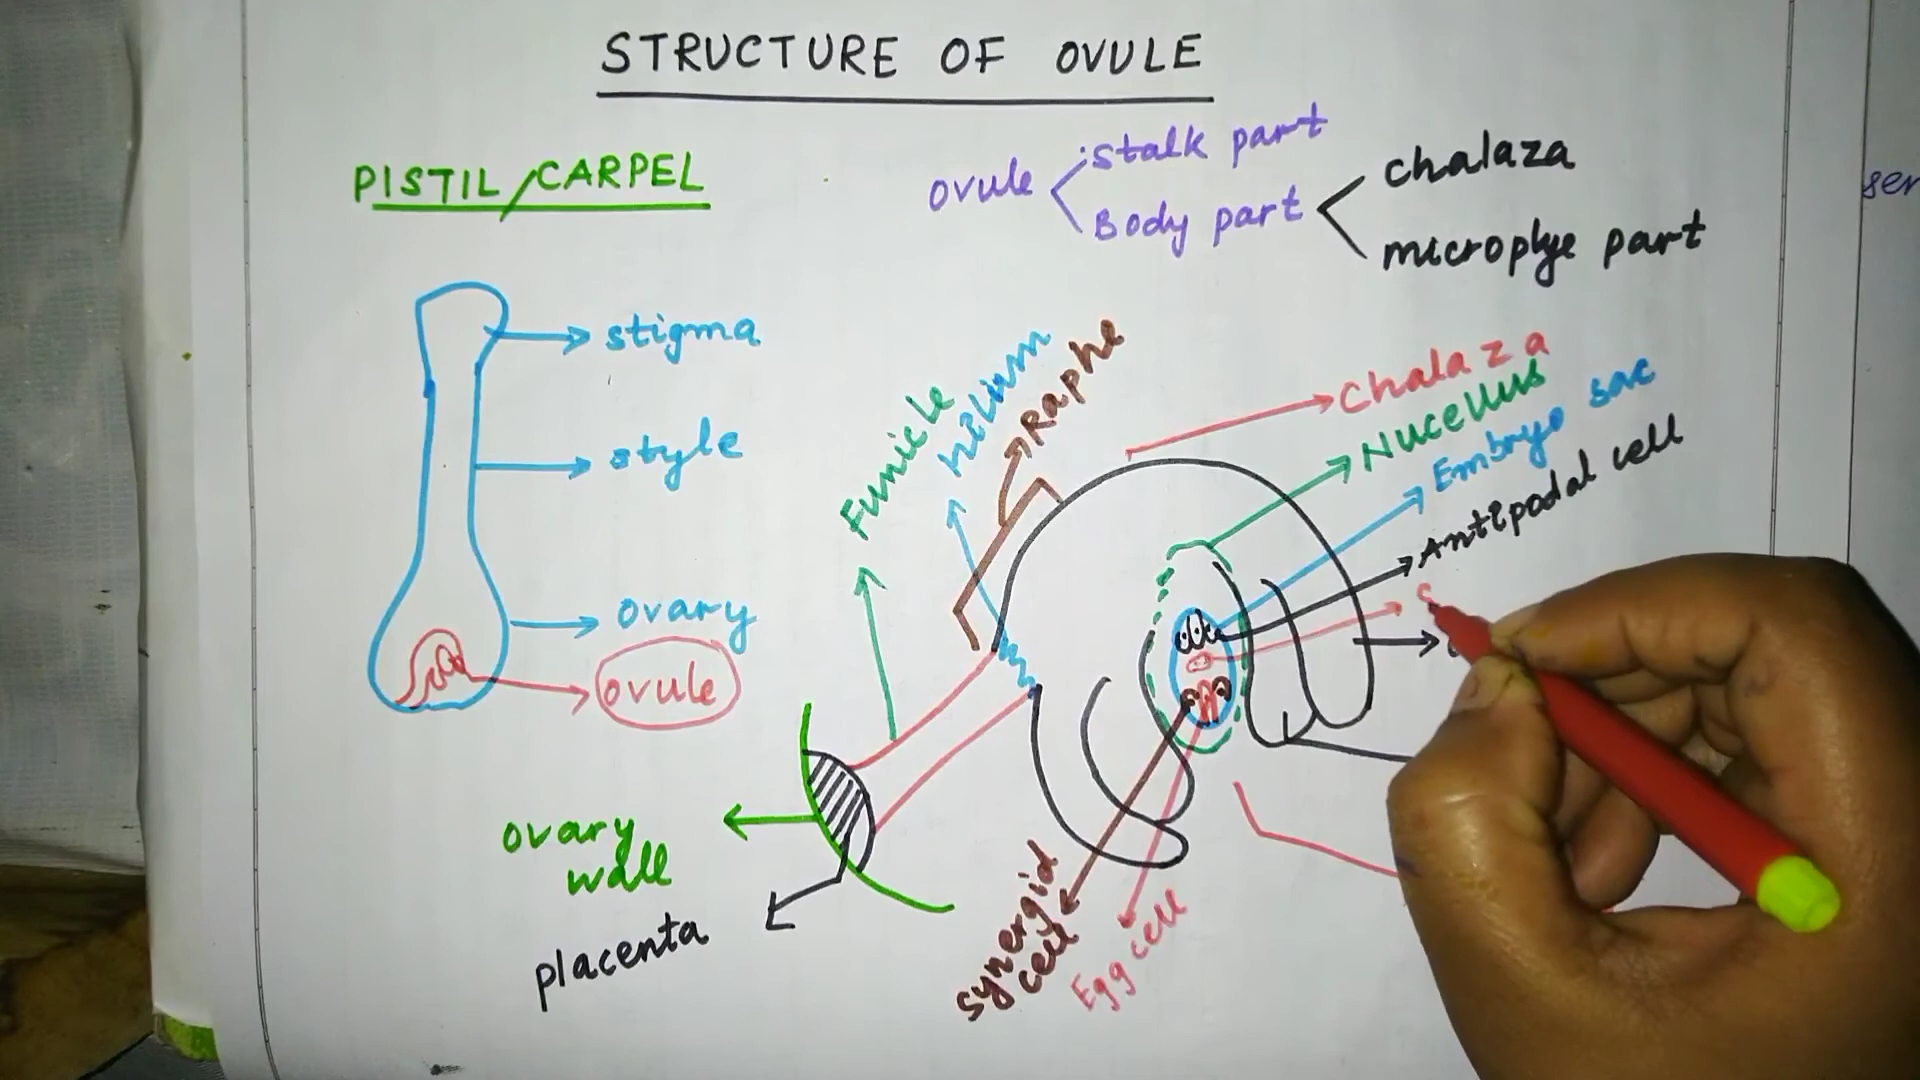 STRUCTURE OF OVULE
PISTIL/CARPEL
ovule
stalk part
Body part
chalaza
microplye part
ser
stigma
style
ovary
ovule
Funicle
hilum
Raphe
Chalaza
Nucellus
Embryo sac
Antipodal cell
S
ovary
wall
placenta
synergid
cell
Egg cell